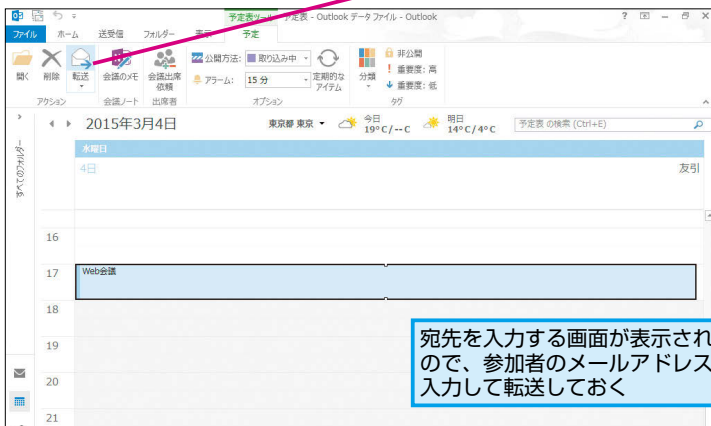 予定表ツール 予定表 - Outlook データ ファイル - Outlook
ファイル ホーム 送受信 フォルダー 表示 予定
開く 削除 転送 会議のメモ 会議出席依頼
公開方法: 取り込み中
アラーム: 15 分
定期的なアイテム
分類
非公開
重要度: 高
重要度: 低
アクション 会議ノート 出席者 オプション タグ
2015年3月4日 東京都 東京 今日 19°C/--C 明日 14°C/4°C 予定表 の検索 (Ctrl+E)
すべてのフォルダー
水曜日
4日 友引
16
17 Web会議
18
19
20
21
宛先を入力する画面が表示され
ので、参加者のメールアドレス
入力して転送しておく